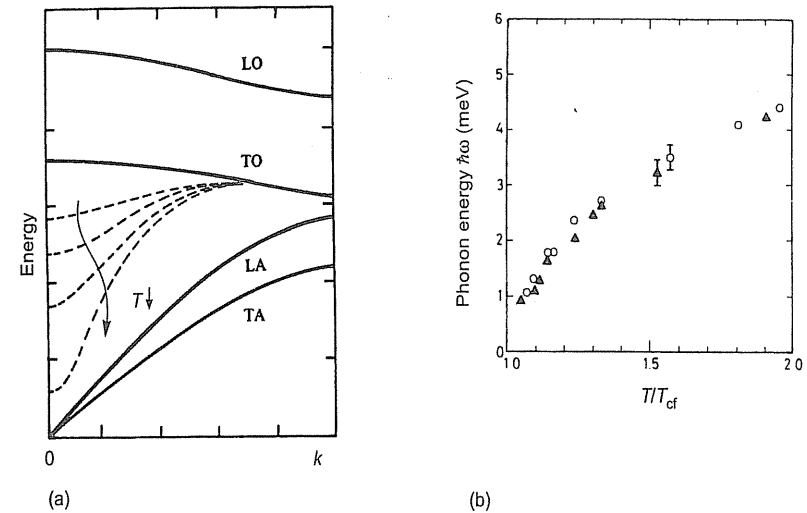 LO
TO
LA
TA
T↓
Energy
0
k
(a)
6
5
4
3
2
1
0
1.0
1.5
2.0
Phonon energy ħω (meV)
T/Tcf
(b)